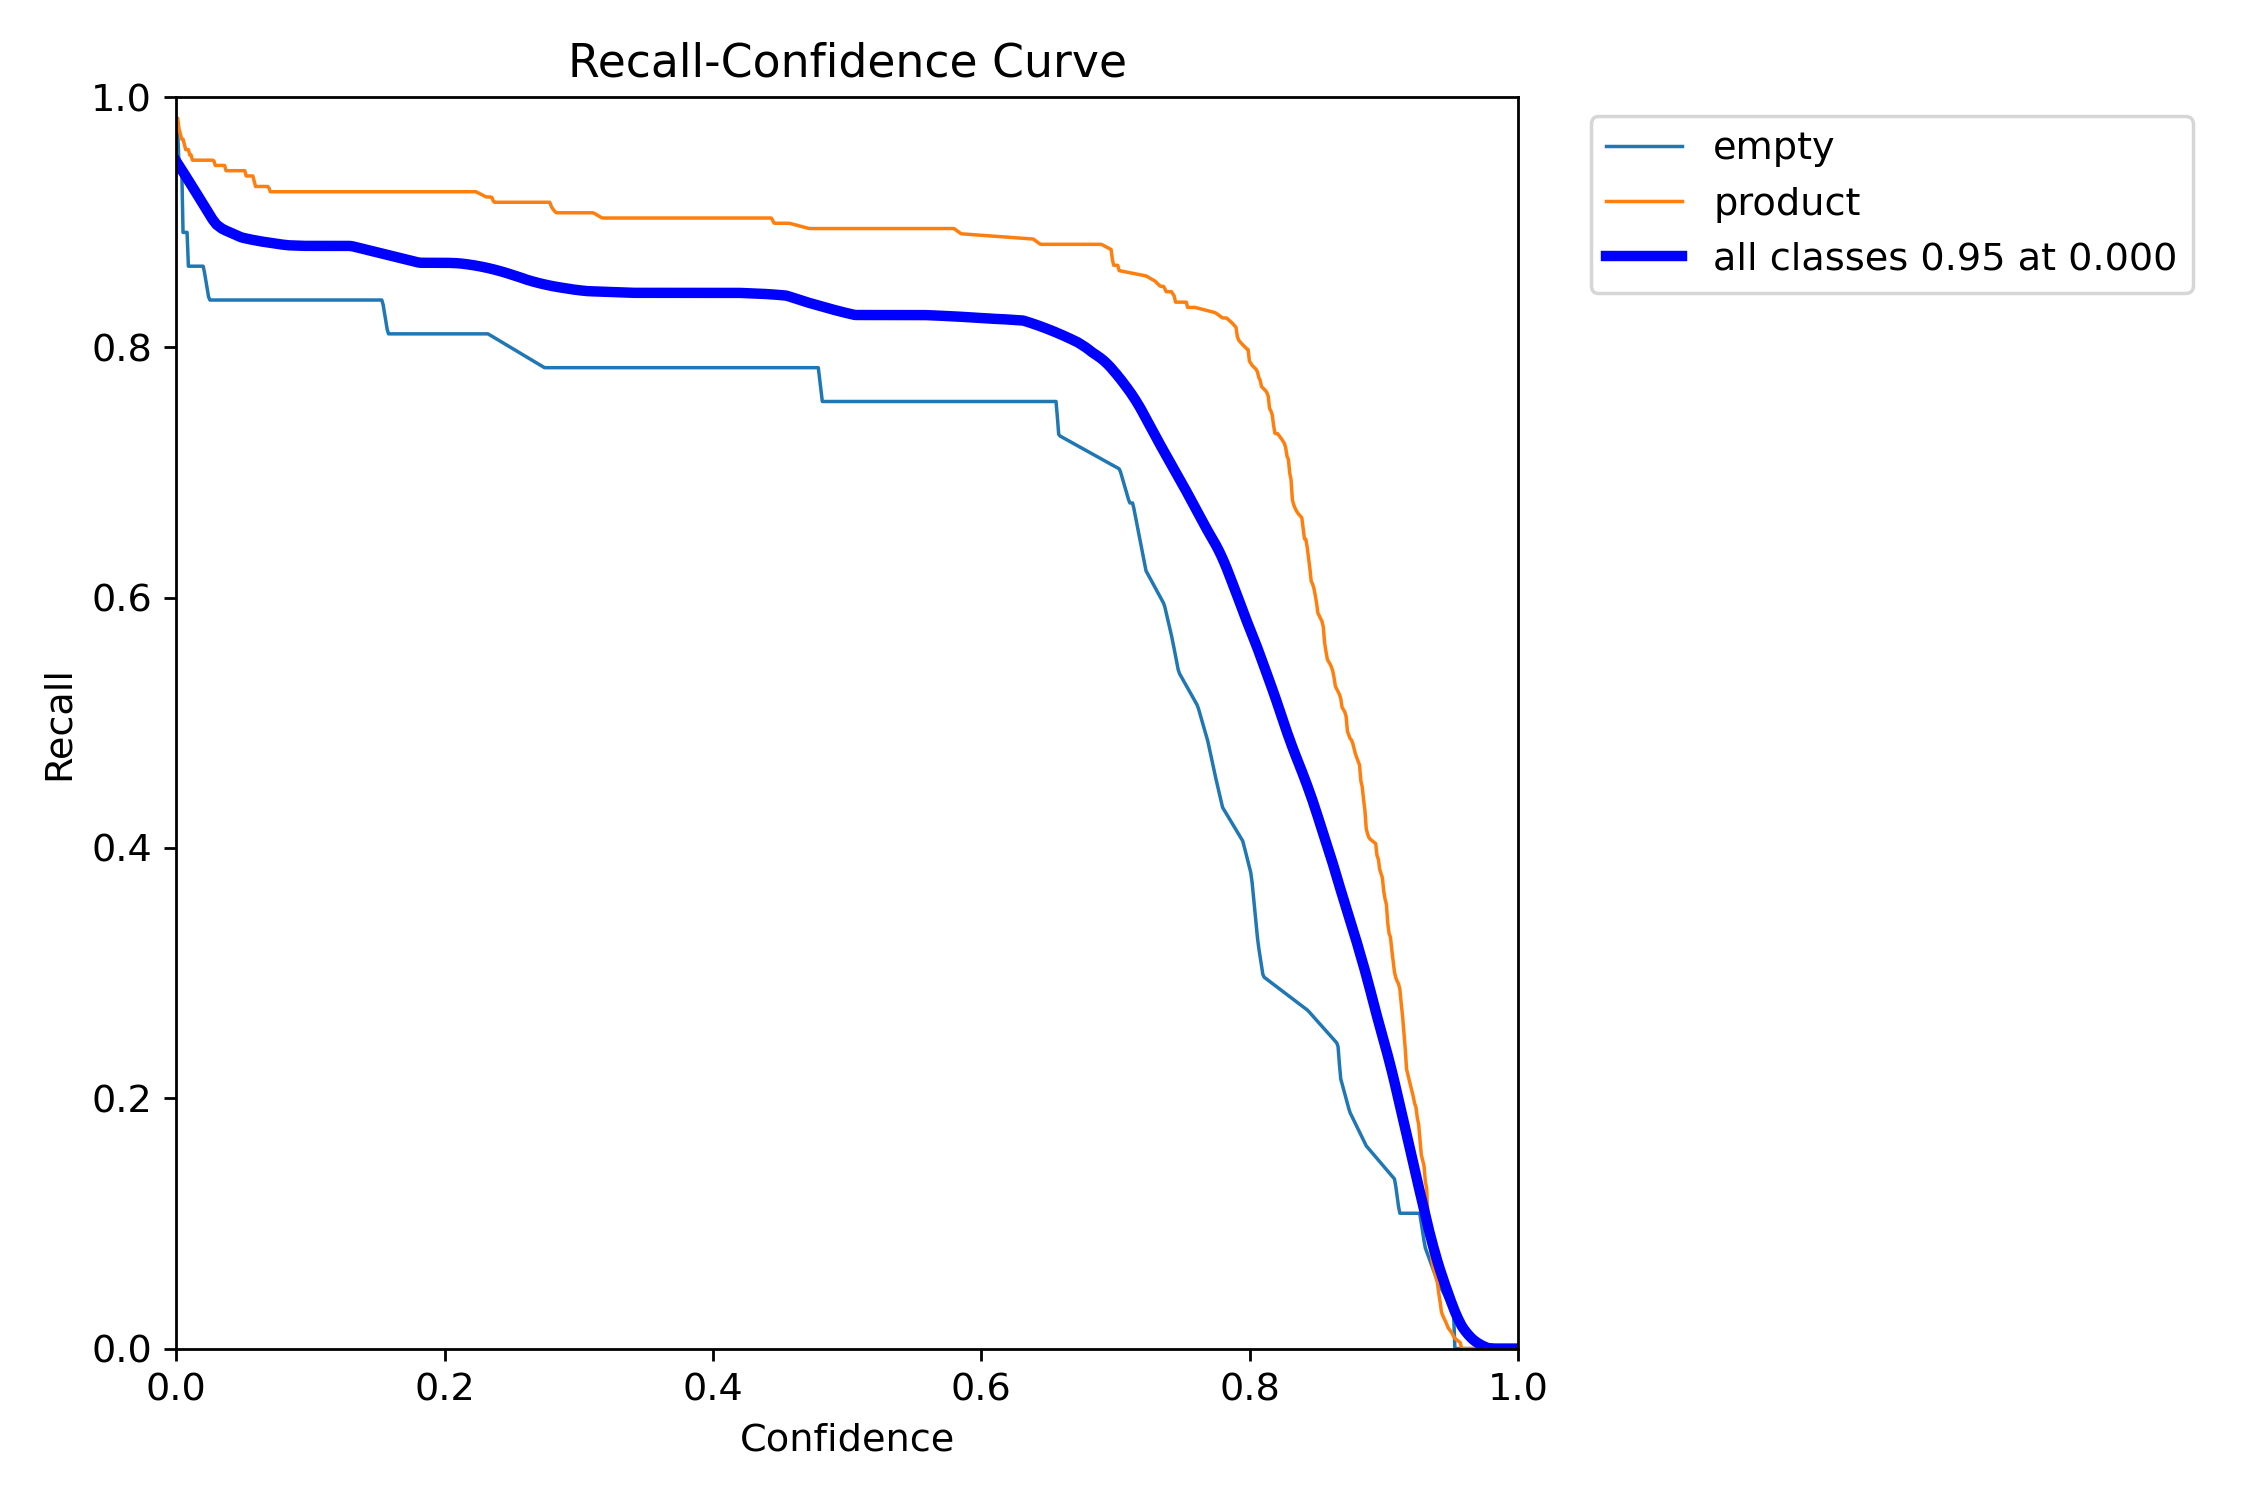 Recall-Confidence Curve
empty
product
all classes 0.95 at 0.000
1.0
0.8
0.6
0.4
0.2
0.0
Recall
0.0 0.2 0.4 0.6 0.8 1.0
Confidence